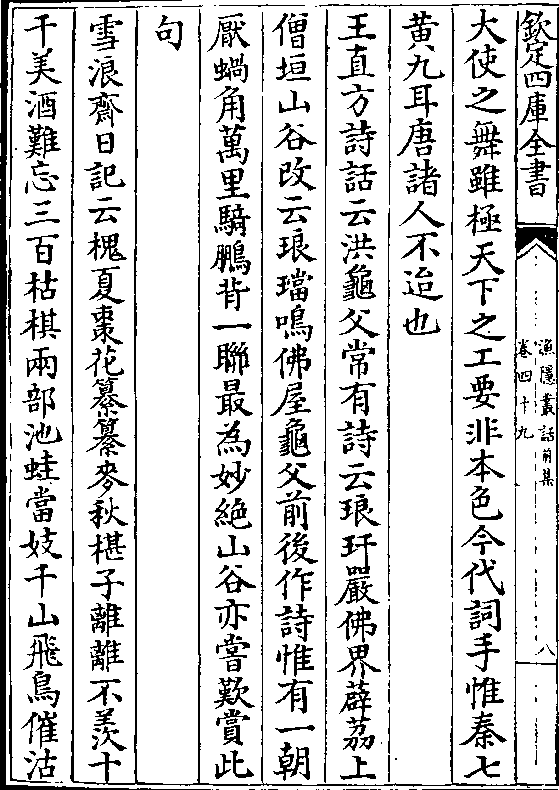 欽定四庫全書
漁隱叢話前集
卷四十九
八
大使之舞雖極天下之工要非本色今代詞手惟秦七
黄九耳唐諸人不迨也
王直方詩話云洪龜父常有詩云琅玕嚴佛界薜荔上
僧垣山谷改云琅璫鳴佛屋龜父前後作詩惟有一朝
厭蝸角萬里騎鵬背一聯最為妙絶山谷亦嘗歎賞此
句
雪浪齋日記云槐夏棗花纂纂麥秋椹子離離不羨十
千美酒難忘三百枯棋兩部池蛙當妓千山飛鳥催沽